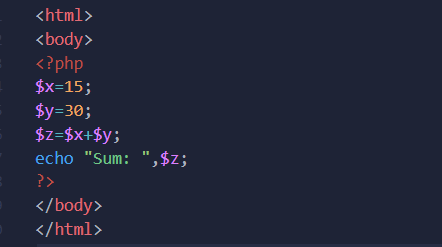 <html>
<body>
<?php
$x=15;
$y=30;
$z=$x+$y;
echo "Sum: ",$z;
?>
</body>
</html>